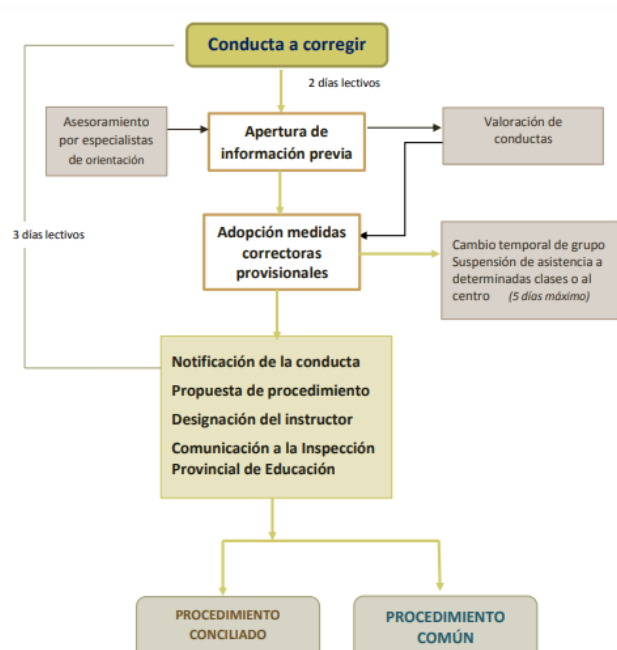 Conducta a corregir
2 días lectivos
Asesoramiento
por especialistas
de orientación
Apertura de
información previa
Valoración de
conductas
3 días lectivos
Adopción medidas
correctoras
provisionales
Cambio temporal de grupo
Suspensión de asistencia a
determinadas clases o al
centro (5 días máximo)
Notificación de la conducta
Propuesta de procedimiento
Designación del instructor
Comunicación a la Inspección
Provincial de Educación
PROCEDIMIENTO
CONCILIADO
PROCEDIMIENTO
COMÚN